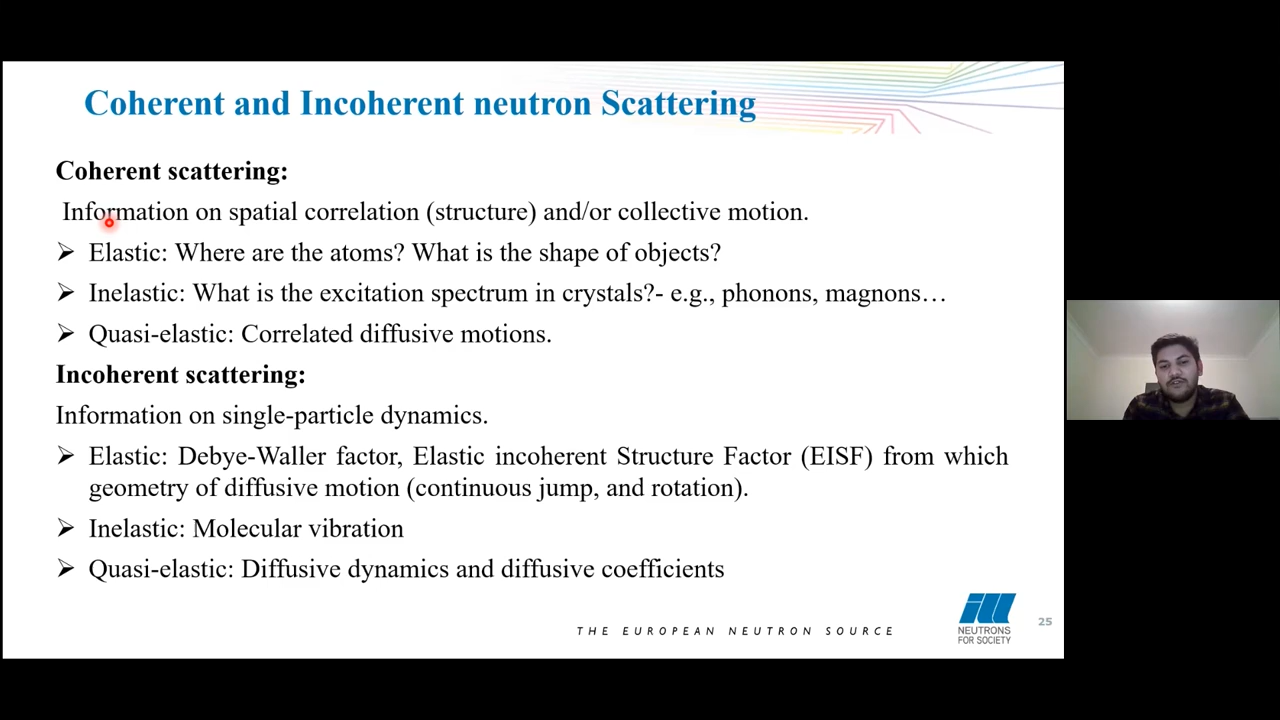 Coherent and Incoherent neutron Scattering
Coherent scattering:
Information on spatial correlation (structure) and/or collective motion.
➢ Elastic: Where are the atoms? What is the shape of objects?
➢ Inelastic: What is the excitation spectrum in crystals?- e.g., phonons, magnons…
➢ Quasi-elastic: Correlated diffusive motions.
Incoherent scattering:
Information on single-particle dynamics.
➢ Elastic: Debye-Waller factor, Elastic incoherent Structure Factor (EISF) from which
geometry of diffusive motion (continuous jump, and rotation).
➢ Inelastic: Molecular vibration
➢ Quasi-elastic: Diffusive dynamics and diffusive coefficients
THE EUROPEAN NEUTRON SOURCE
ill
NEUTRONS
FOR SOCIETY
25